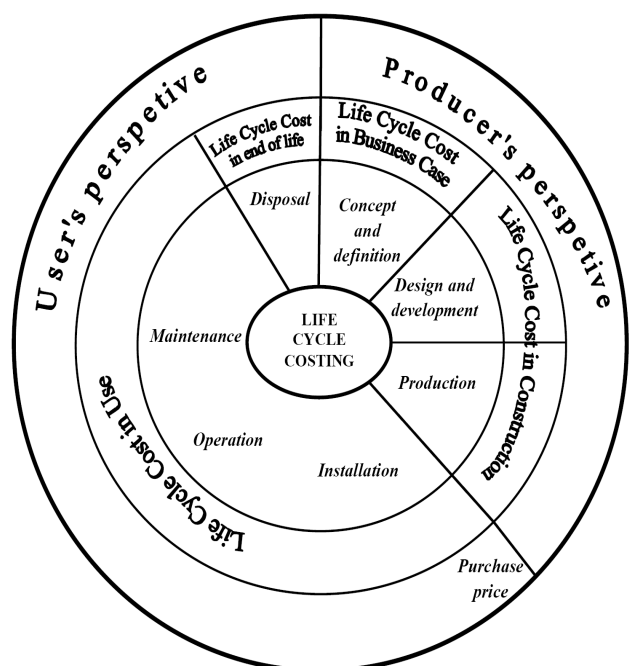 User's perspetive
Producer's perspetive
Life Cycle Cost
in end of life
Life Cycle Cost
in Business Case
Life Cycle Cost in Construction
Life Cycle Cost in Use
Disposal
Concept
and
definition
Design and
development
Production
Installation
Operation
Maintenance
LIFE
CYCLE
COSTING
Purchase
price